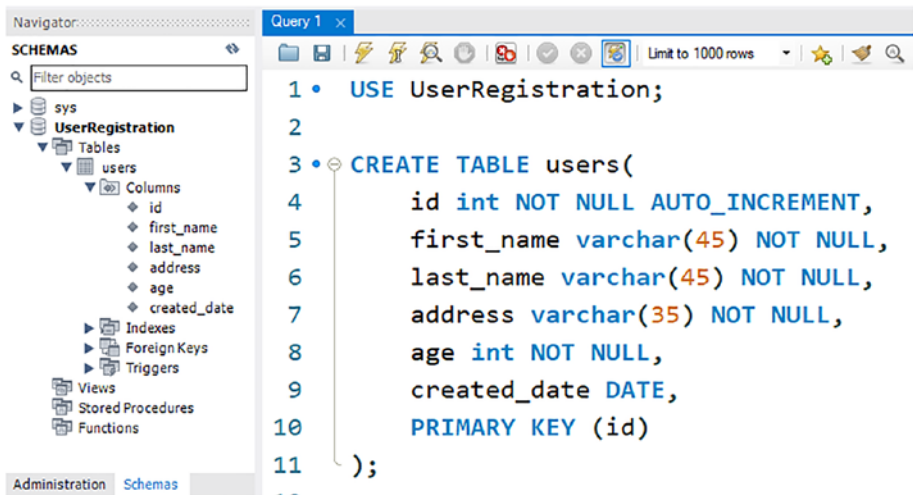 Navigator
SCHEMAS
Filter objects
sys
UserRegistration
Tables
users
Columns
id
first_name
last_name
address
age
created_date
Indexes
Foreign Keys
Triggers
Views
Stored Procedures
Functions
Administration Schemas
Query 1 ×
Limit to 1000 rows
1 USE UserRegistration;
2
3 CREATE TABLE users(
4 id int NOT NULL AUTO_INCREMENT,
5 first_name varchar(45) NOT NULL,
6 last_name varchar(45) NOT NULL,
7 address varchar(35) NOT NULL,
8 age int NOT NULL,
9 created_date DATE,
10 PRIMARY KEY (id)
11 );